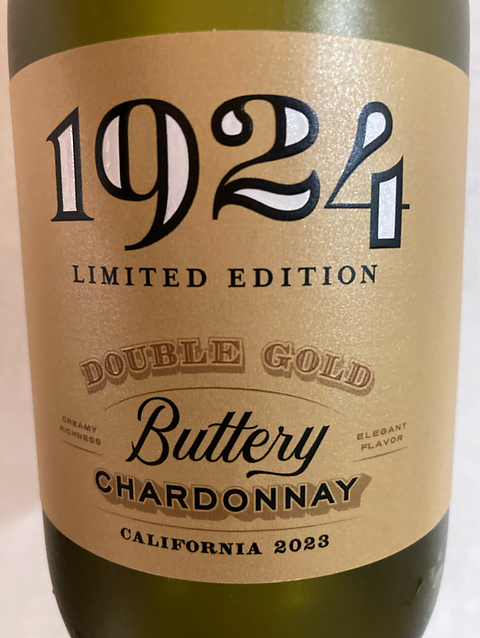 1924
LIMITED EDITION
DOUBLE GOLD
CREAMY
RICHNESS
Buttery
ELEGANT
FLAVOR
CHARDONNAY
CALIFORNIA 2023